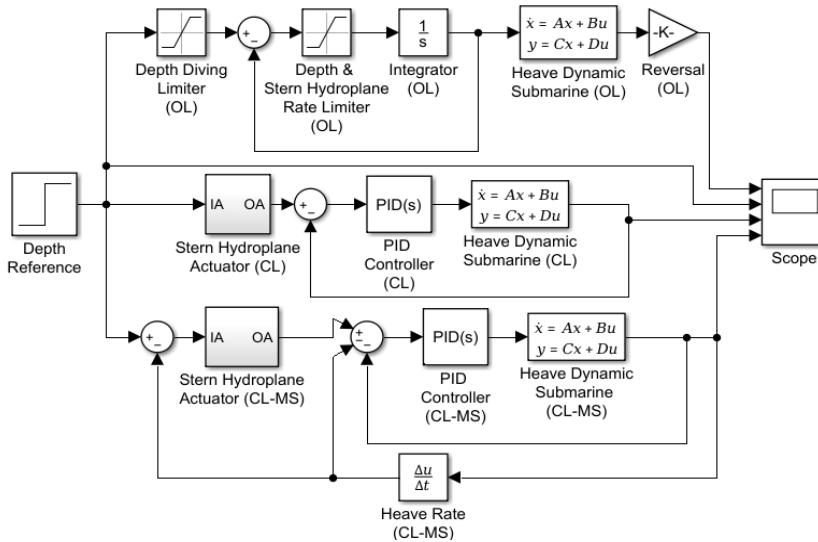 ẋ = Ax + Bu
y = Cx + Du
-K-
1
s
+
−
Depth Diving
Limiter
(OL)
Depth &
Stern Hydroplane
Rate Limiter
(OL)
Integrator
(OL)
Heave Dynamic
Submarine (OL)
Reversal
(OL)
IA OA
+
−
PID(s)
ẋ = Ax + Bu
y = Cx + Du
Depth
Reference
Stern Hydroplane
Actuator (CL)
PID
Controller
(CL)
Heave Dynamic
Submarine (CL)
Scope
+
−
IA OA
+
−
−
PID(s)
ẋ = Ax + Bu
y = Cx + Du
Stern Hydroplane
Actuator (CL-MS)
PID
Controller
(CL-MS)
Heave Dynamic
Submarine
(CL-MS)
Δu
Δt
Heave Rate
(CL-MS)